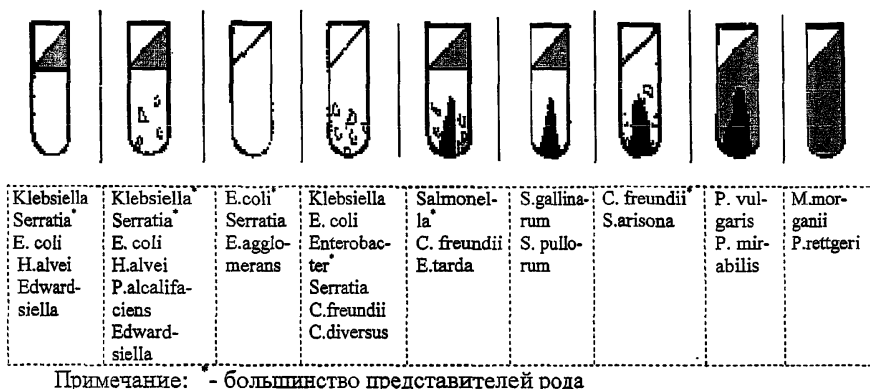 Klebsiella
Serratia*
E. coli
H.alvei
Edward-
siella
Klebsiella*
Serratia*
E. coli
H.alvei
P.alcalifa-
ciens
Edward-
siella
E.coli*
Serratia
E.agglo-
merans
Klebsiella
E. coli
Enterobac-
ter*
Serratia
C.freundii
C.diversus
Salmonel-
la*
C. freundii
E.tarda
S.gallina-
rum
S. pullo-
rum
C. freundii*
S.arisona
P. vul-
garis
P. mir-
abilis
M.mor-
ganii
P.rettgeri
Примечание: *- большинство представителей рода